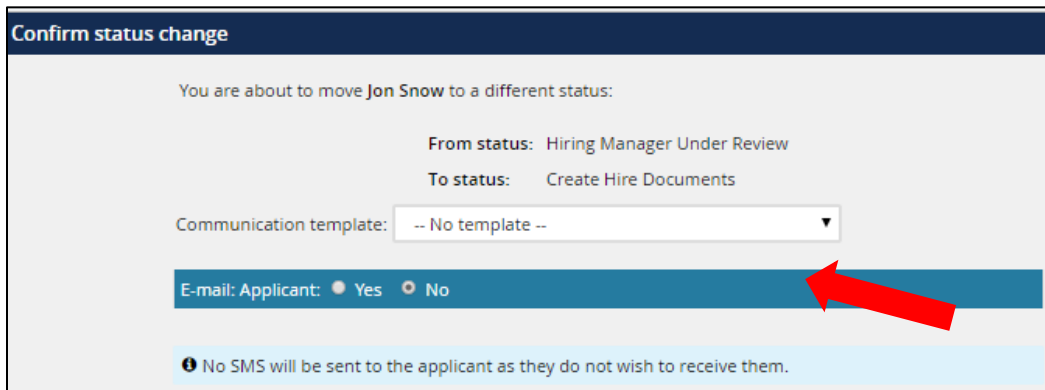 Confirm status change
You are about to move Jon Snow to a different status:
From status: Hiring Manager Under Review
To status: Create Hire Documents
Communication template: -- No template --
E-mail: Applicant: Yes No
No SMS will be sent to the applicant as they do not wish to receive them.